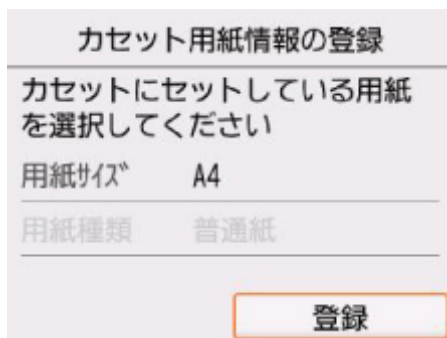 カセット用紙情報の登録
カセットにセットしている用紙
を選択してください
用紙ｻｲｽﾞ A4
用紙種類 普通紙
登録